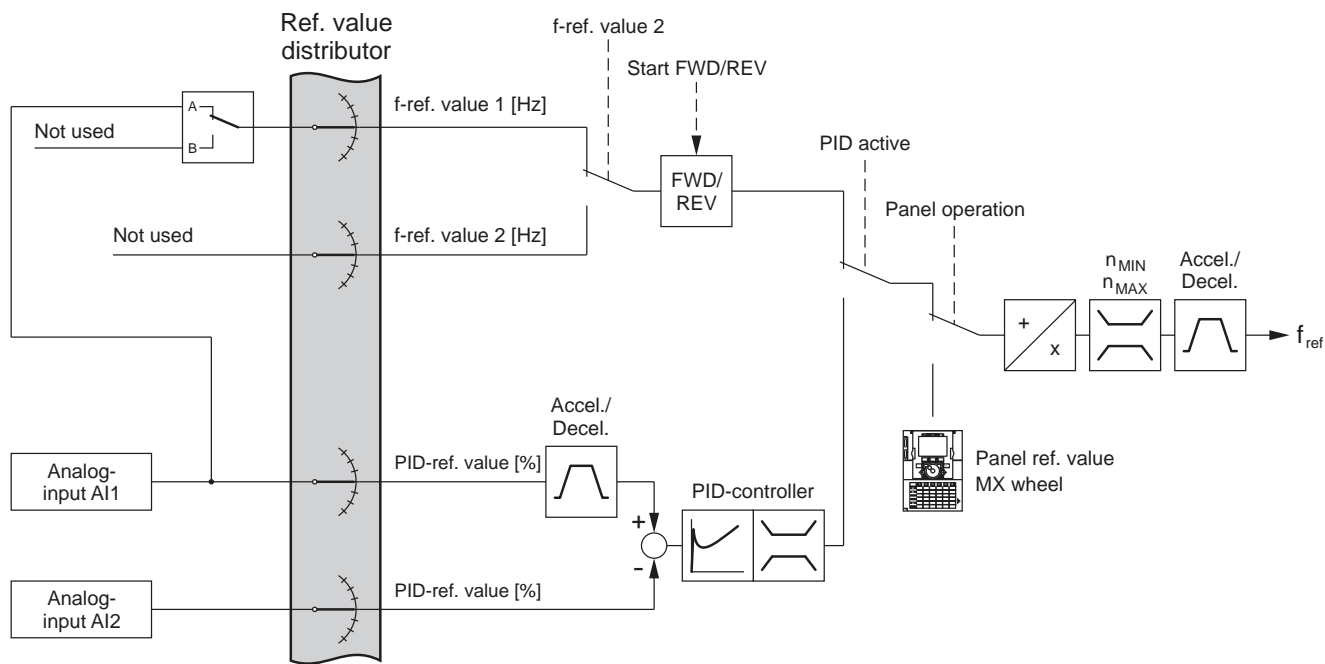 Ref. value
distributor
f-ref. value 2
Start FWD/REV
A
f-ref. value 1 [Hz]
Not used
B
PID active
FWD/
REV
Panel operation
Not used
f-ref. value 2 [Hz]
n MIN
n MAX
Accel./
Decel.
+
x
f ref
Accel./
Decel.
Analog-
input AI1
PID-ref. value [%]
PID-controller
Panel ref. value
MX wheel
+
-
Analog-
input AI2
PID-ref. value [%]